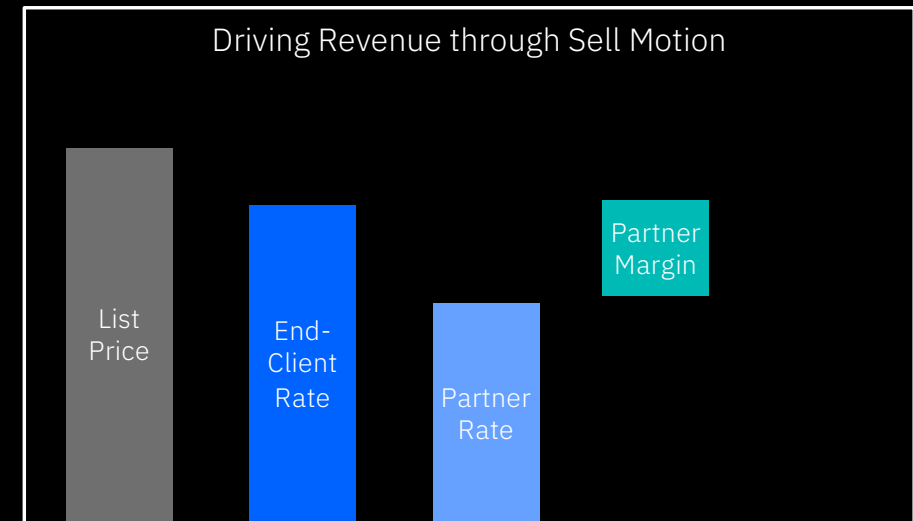 Driving Revenue through Sell Motion
List
Price
End-
Client
Rate
Partner
Rate
Partner
Margin